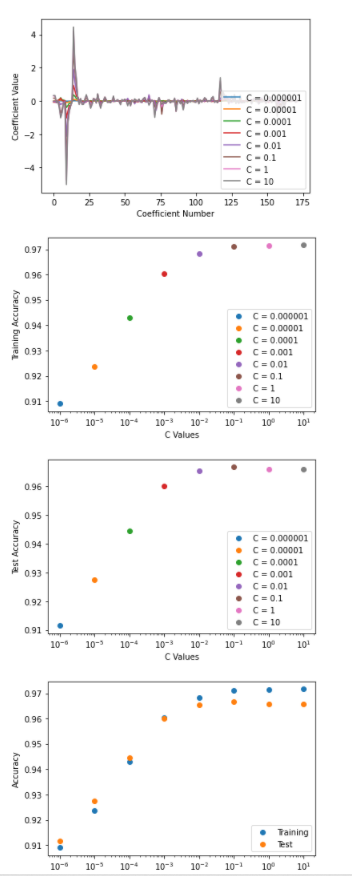 4
2
0
−2
−4
Coefficient Value
0 25 50 75 100 125 150 175
Coefficient Number
C = 0.000001
C = 0.00001
C = 0.0001
C = 0.001
C = 0.01
C = 0.1
C = 1
C = 10
0.97
0.96
0.95
0.94
0.93
0.92
0.91
Training Accuracy
10⁻⁶ 10⁻⁵ 10⁻⁴ 10⁻³ 10⁻² 10⁻¹ 10⁰ 10¹
C Values
C = 0.000001
C = 0.00001
C = 0.0001
C = 0.001
C = 0.01
C = 0.1
C = 1
C = 10
0.96
0.95
0.94
0.93
0.92
0.91
Test Accuracy
10⁻⁶ 10⁻⁵ 10⁻⁴ 10⁻³ 10⁻² 10⁻¹ 10⁰ 10¹
C Values
C = 0.000001
C = 0.00001
C = 0.0001
C = 0.001
C = 0.01
C = 0.1
C = 1
C = 10
0.97
0.96
0.95
0.94
0.93
0.92
0.91
Accuracy
10⁻⁶ 10⁻⁵ 10⁻⁴ 10⁻³ 10⁻² 10⁻¹ 10⁰ 10¹
Training
Test